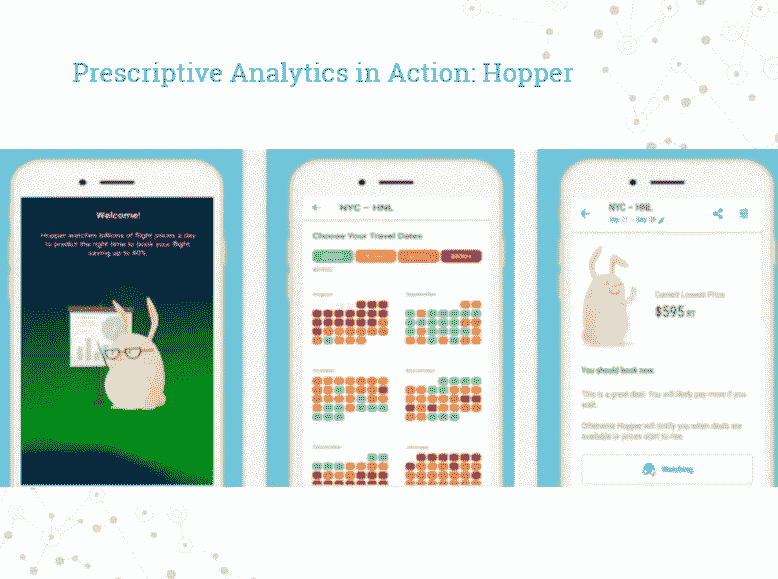 Prescriptive Analytics in Action: Hopper
Welcome!
Hopper watches billions of flight prices a day
to predict the right time to book your flight
saving up to 40%.
NYC – HNL
Choose Your Travel Dates
August
September
October
November
December
January
NYC – HNL
Current Lowest Price
$595 RT
You should book now.
This is a great deal. You will likely pay more if you
wait.
Otherwise Hopper will notify you when deals are
available or prices start to rise.
Watching